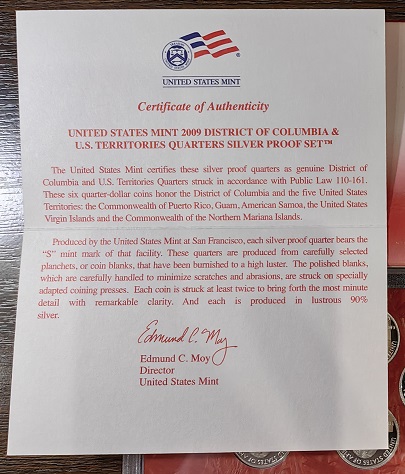 UNITED STATES MINT
Certificate of Authenticity
UNITED STATES MINT 2009 DISTRICT OF COLUMBIA &
U.S. TERRITORIES QUARTERS SILVER PROOF SET™
The United States Mint certifies these silver proof quarters as genuine District of
Columbia and U.S. Territories Quarters struck in accordance with Public Law 110-161.
These six quarter-dollar coins honor the District of Columbia and the five United States
Territories: the Commonwealth of Puerto Rico, Guam, American Samoa, the United States
Virgin Islands and the Commonwealth of the Northern Mariana Islands.
Produced by the United States Mint at San Francisco, each silver proof quarter bears the
“S” mint mark of that facility. These quarters are produced from carefully selected
planchets, or coin blanks, that have been burnished to a high luster. The polished blanks,
which are carefully handled to minimize scratches and abrasions, are struck on specially
adapted coining presses. Each coin is struck at least twice to bring forth the most minute
detail with remarkable clarity. And each is produced in lustrous 90%
silver.
Edmund C. Moy
Edmund C. Moy
Director
United States Mint